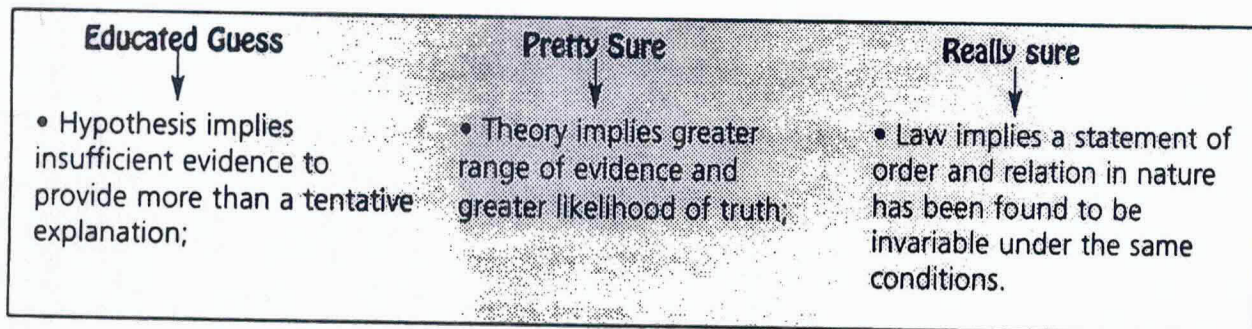 Educated Guess
• Hypothesis implies
insufficient evidence to
provide more than a tentative
explanation;
Pretty Sure
• Theory implies greater
range of evidence and
greater likelihood of truth;
Really sure
• Law implies a statement of
order and relation in nature
has been found to be
invariable under the same
conditions.